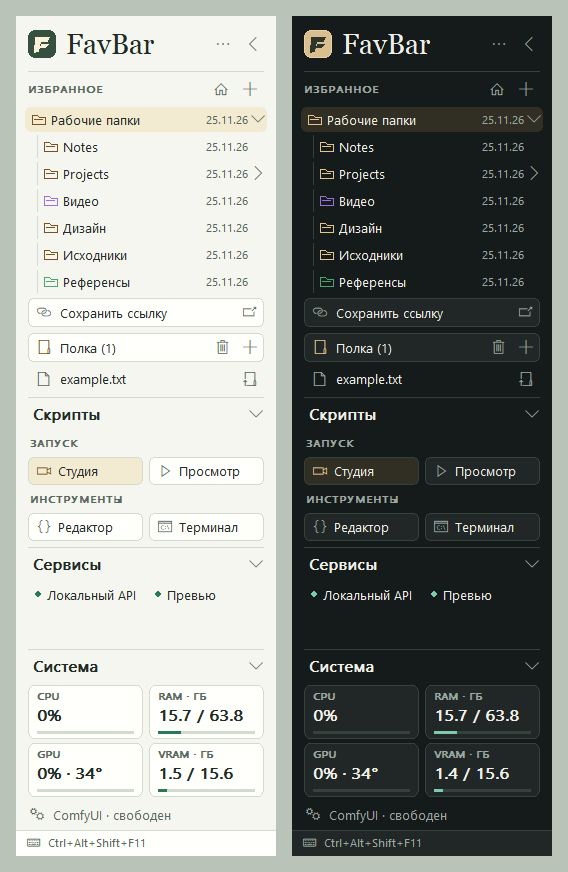 FavBar
ИЗБРАННОЕ
Рабочие папки 25.11.26
Notes 25.11.26
Projects 25.11.26
Видео 25.11.26
Дизайн 25.11.26
Исходники 25.11.26
Референсы 25.11.26
Сохранить ссылку
Полка (1)
example.txt
Скрипты
ЗАПУСК
Студия Просмотр
ИНСТРУМЕНТЫ
Редактор Терминал
Сервисы
Локальный API Превью
Система
CPU RAM · ГБ
0% 15.7 / 63.8
GPU VRAM · ГБ
0% · 34° 1.5 / 15.6
ComfyUI · свободен
Ctrl+Alt+Shift+F11
FavBar
ИЗБРАННОЕ
Рабочие папки 25.11.26
Notes 25.11.26
Projects 25.11.26
Видео 25.11.26
Дизайн 25.11.26
Исходники 25.11.26
Референсы 25.11.26
Сохранить ссылку
Полка (1)
example.txt
Скрипты
ЗАПУСК
Студия Просмотр
ИНСТРУМЕНТЫ
Редактор Терминал
Сервисы
Локальный API Превью
Система
CPU RAM · ГБ
0% 15.7 / 63.8
GPU VRAM · ГБ
0% · 34° 1.4 / 15.6
ComfyUI · свободен
Ctrl+Alt+Shift+F11